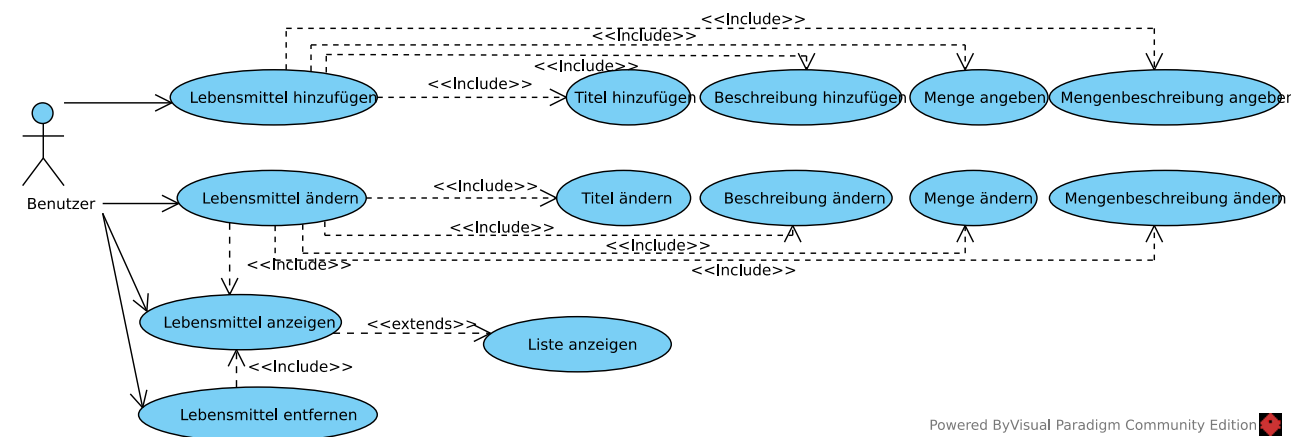 <<Include>>
<<Include>>
<<Include>>
<<Include>>
Lebensmittel hinzufügen
Titel hinzufügen
Beschreibung hinzufügen
Menge angeben
Mengenbeschreibung angeben
Benutzer
<<Include>>
Lebensmittel ändern
Titel ändern
Beschreibung ändern
Menge ändern
Mengenbeschreibung ändern
<<Include>>
<<Include>>
<<Include>>
<<Include>>
Lebensmittel anzeigen
<<extends>>
Liste anzeigen
<<Include>>
Lebensmittel entfernen
Powered ByVisual Paradigm Community Edition